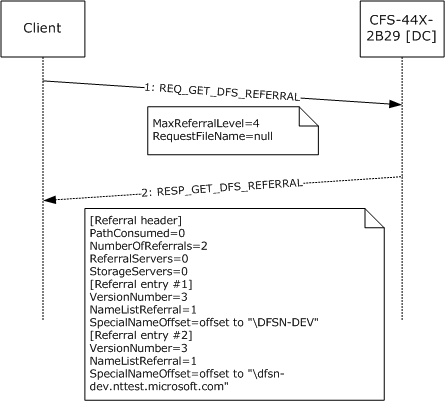 Client
CFS-44X-
2B29 [DC]
1: REQ_GET_DFS_REFERRAL
MaxReferralLevel=4
RequestFileName=null
2: RESP_GET_DFS_REFERRAL
[Referral header]
PathConsumed=0
NumberOfReferrals=2
ReferralServers=0
StorageServers=0
[Referral entry #1]
VersionNumber=3
NameListReferral=1
SpecialNameOffset=offset to "\DFSN-DEV"
[Referral entry #2]
VersionNumber=3
NameListReferral=1
SpecialNameOffset=offset to "\dfsn-
dev.nttest.microsoft.com"